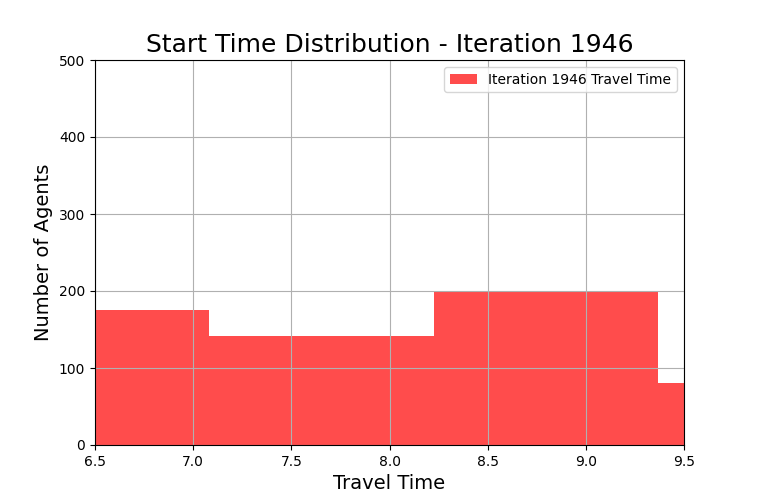 Start Time Distribution - Iteration 1946
Iteration 1946 Travel Time
Number of Agents
500
400
300
200
100
0
6.5 7.0 7.5 8.0 8.5 9.0 9.5
Travel Time